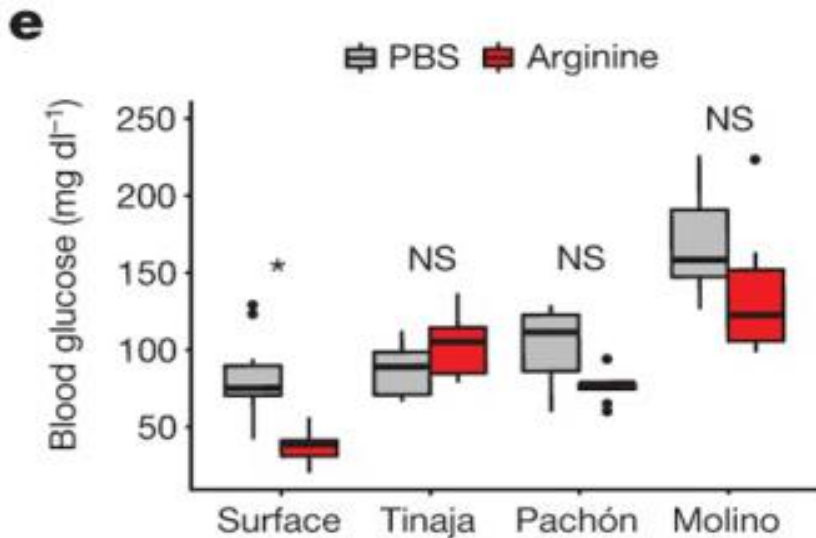 e
PBS Arginine
Blood glucose (mg dl⁻¹)
250
200
150
100
50
*
NS
NS
NS
Surface Tinaja Pachón Molino